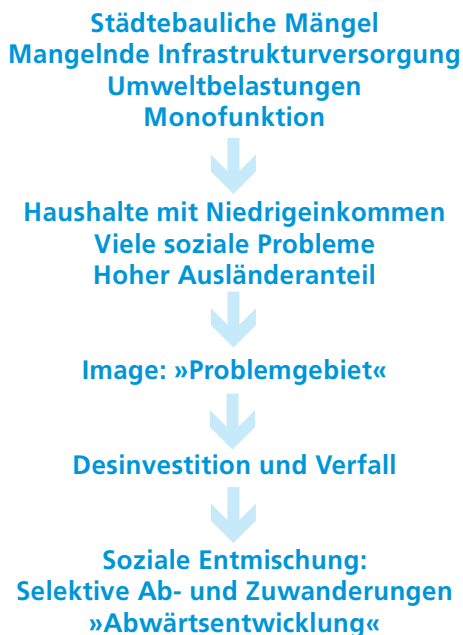 Städtebauliche Mängel
Mangelnde Infrastrukturversorgung
Umweltbelastungen
Monofunktion
Haushalte mit Niedrigeinkommen
Viele soziale Probleme
Hoher Ausländeranteil
Image: »Problemgebiet«
Desinvestition und Verfall
Soziale Entmischung:
Selektive Ab- und Zuwanderungen
»Abwärtsentwicklung«